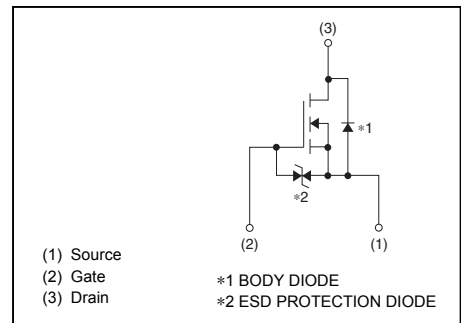 (3)
*1
*2
(2)
(1)
(1) Source
(2) Gate
(3) Drain
*1 BODY DIODE
*2 ESD PROTECTION DIODE